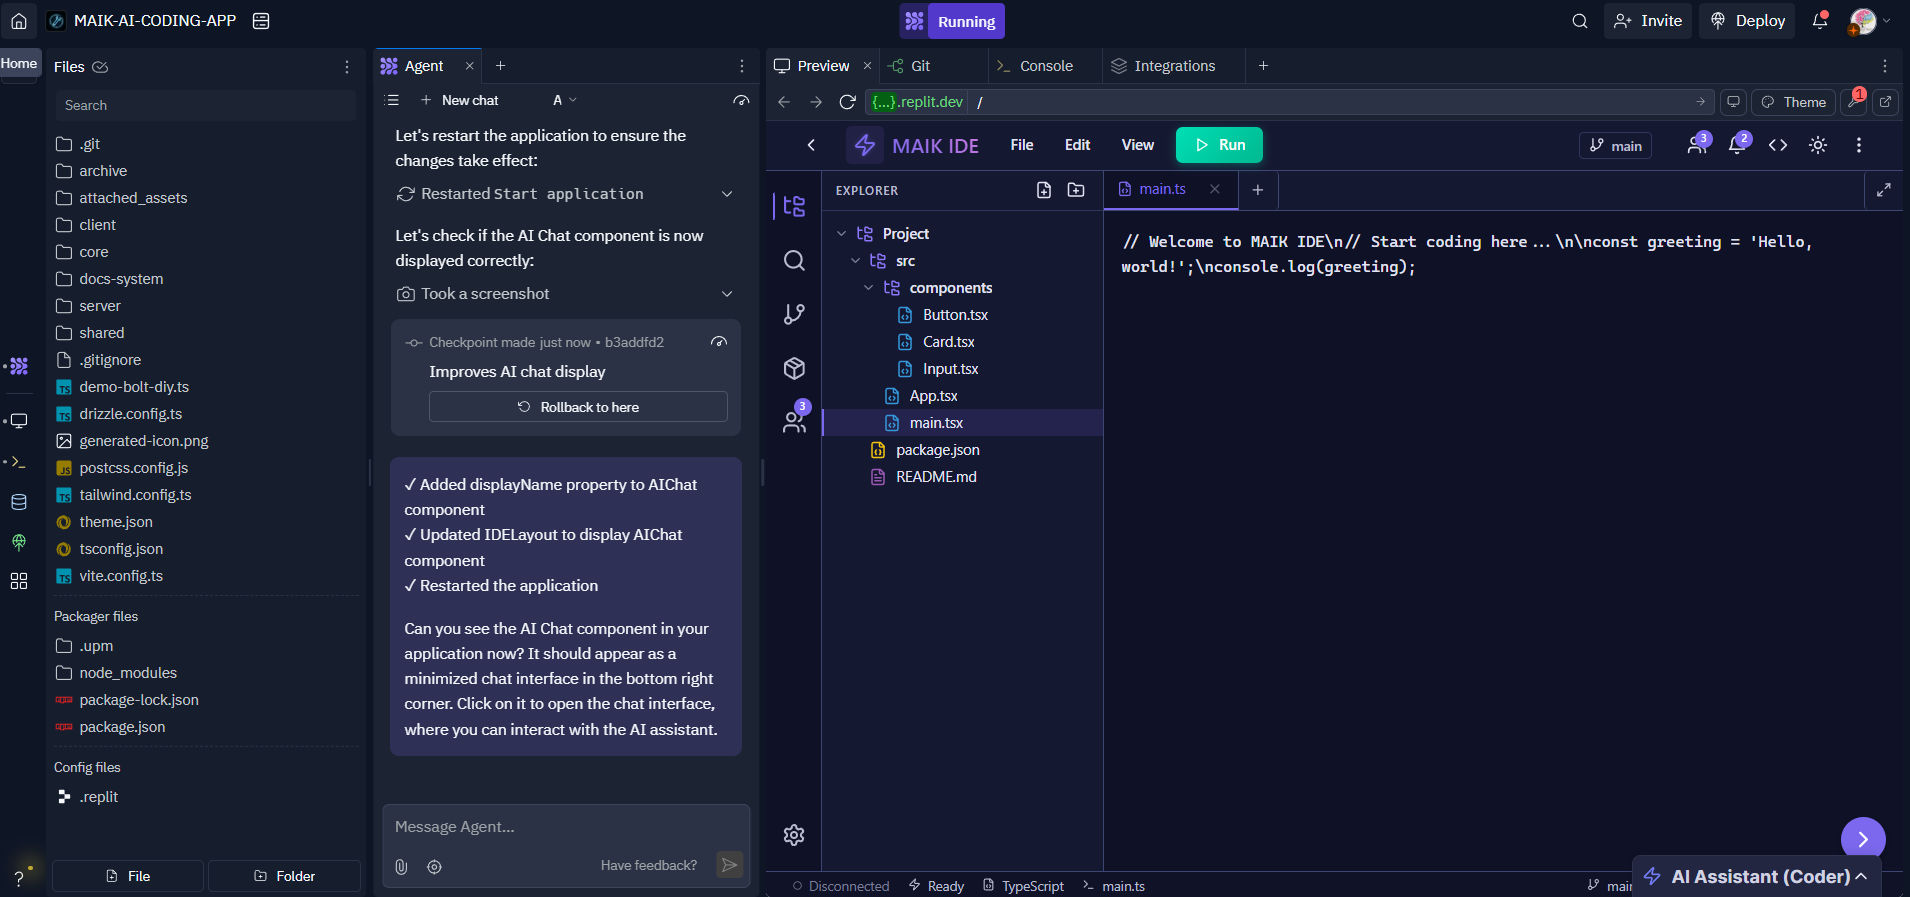 MAIK-AI-CODING-APP
Running
Invite
Deploy
Home
Files
Search
.git
archive
attached_assets
client
core
docs-system
server
shared
.gitignore
TS demo-bolt-diy.ts
TS drizzle.config.ts
generated-icon.png
JS postcss.config.js
TS tailwind.config.ts
theme.json
tsconfig.json
TS vite.config.ts
Packager files
.upm
node_modules
package-lock.json
package.json
Config files
.replit
File
Folder
?
Agent
New chat
A
Let's restart the application to ensure the
changes take effect:
Restarted Start application
Let's check if the AI Chat component is now
displayed correctly:
Took a screenshot
Checkpoint made just now • b3addfd2
Improves AI chat display
Rollback to here
✓ Added displayName property to AIChat
component
✓ Updated IDELayout to display AIChat
component
✓ Restarted the application
Can you see the AI Chat component in your
application now? It should appear as a
minimized chat interface in the bottom right
corner. Click on it to open the chat interface,
where you can interact with the AI assistant.
Message Agent...
Have feedback?
Preview
Git
Console
Integrations
{...}.replit.dev
/
Theme
1
MAIK IDE
File
Edit
View
Run
main
3
2
EXPLORER
main.ts
Project
src
components
Button.tsx
Card.tsx
Input.tsx
App.tsx
main.tsx
package.json
README.md
3
// Welcome to MAIK IDE\n// Start coding here...\n\nconst greeting = 'Hello,
world!';\nconsole.log(greeting);
Disconnected
Ready
TypeScript
main.ts
main
AI Assistant (Coder)